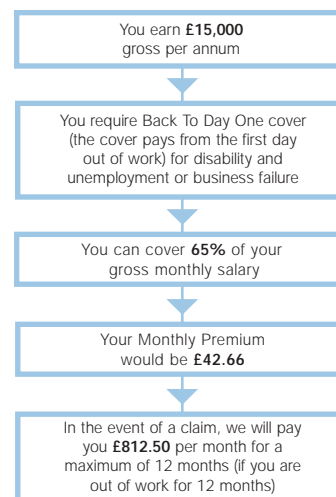 You earn £15,000
gross per annum
You require Back To Day One cover
(the cover pays from the first day
out of work) for disability and
unemployment or business failure
You can cover 65% of your
gross monthly salary
Your Monthly Premium
would be £42.66
In the event of a claim, we will pay
you £812.50 per month for a
maximum of 12 months (if you are
out of work for 12 months)